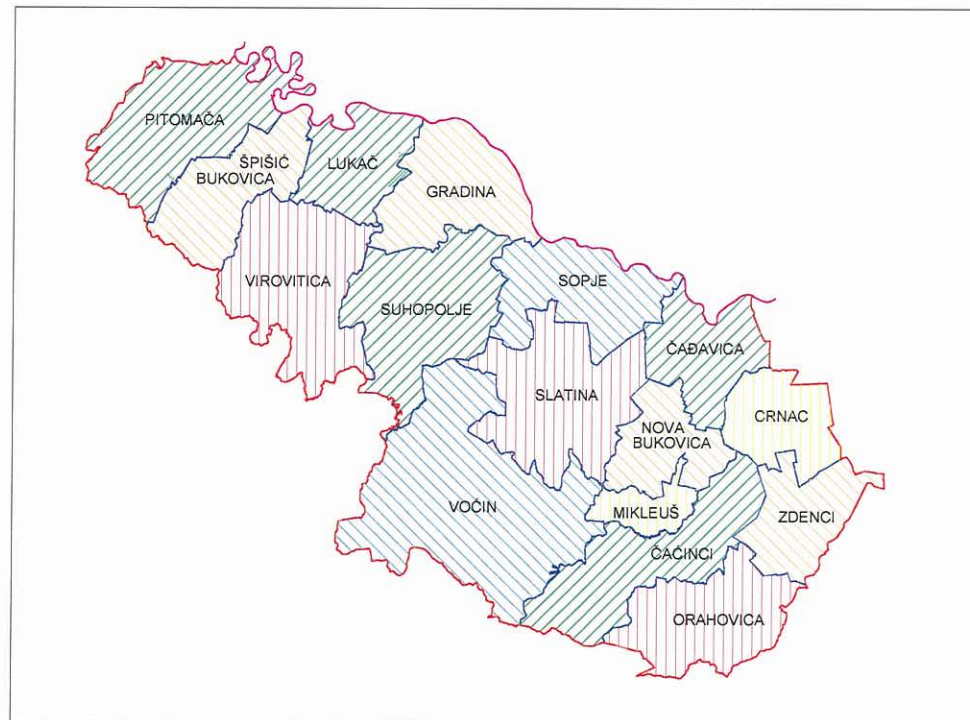 PITOMAČA
ŠPIŠIĆ
BUKOVICA
LUKAČ
GRADINA
VIROVITICA
SUHOPOLJE
SOPJE
ČAĐAVICA
SLATINA
CRNAC
NOVA
BUKOVICA
VOĆIN
MIKLEUŠ
ZDENCI
ČAČINCI
ORAHOVICA